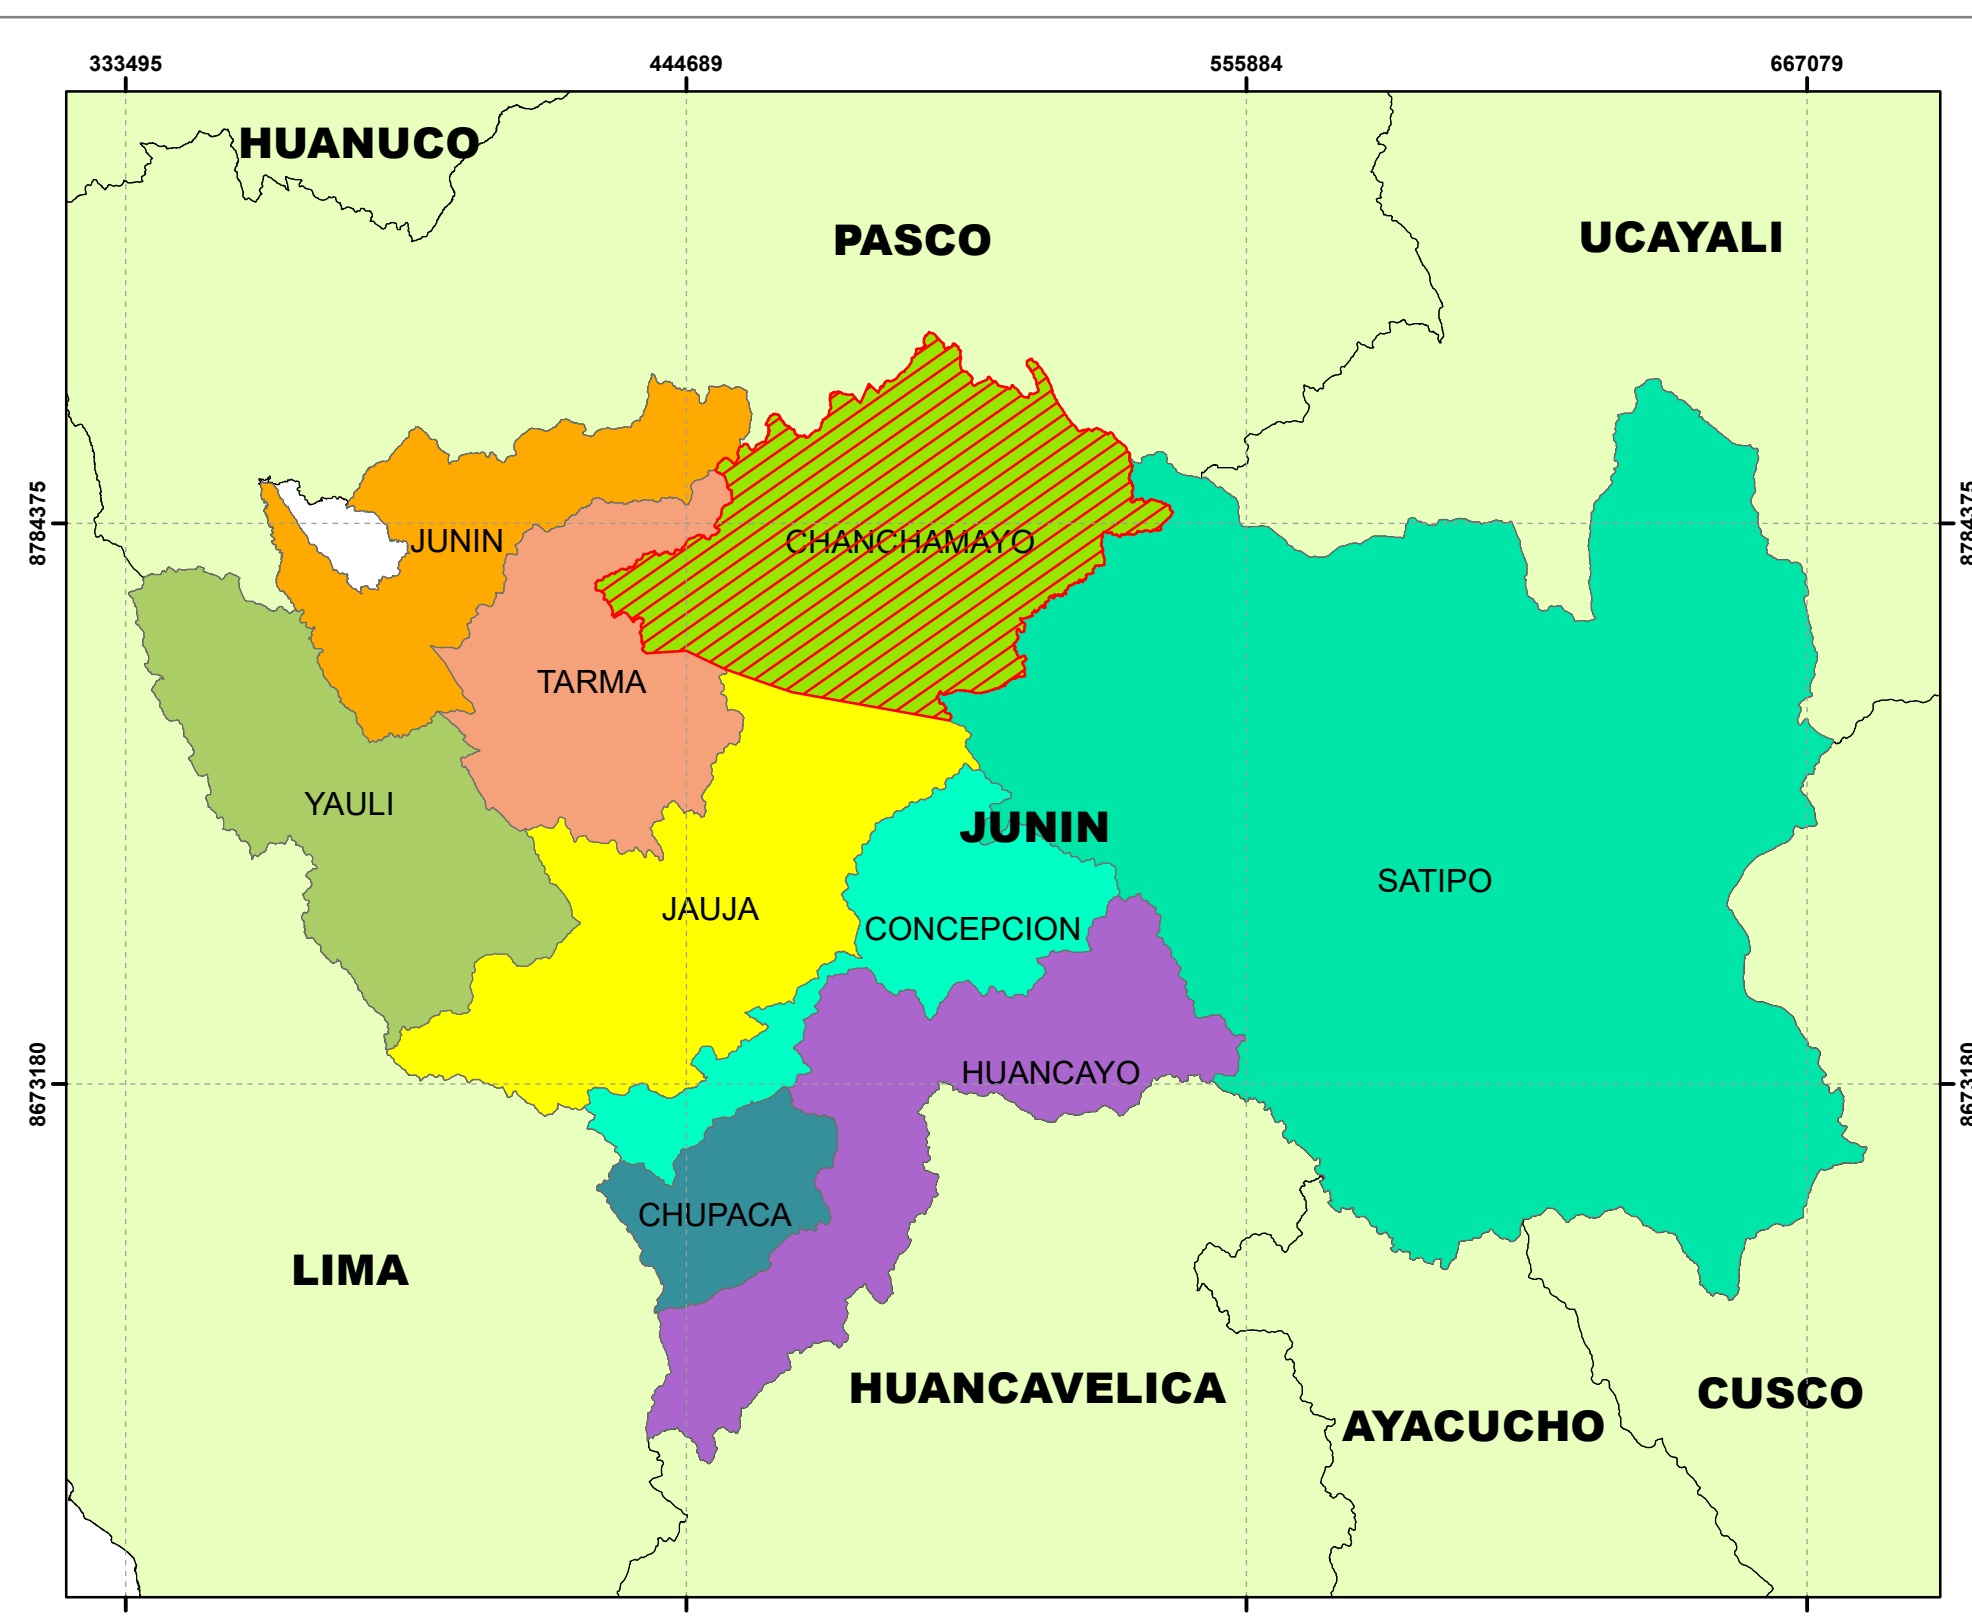 333495 444689 555884 667079
HUANUCO
PASCO
UCAYALI
8784375
8784375
JUNIN
CHANCHAMAYO
TARMA
YAULI
JUNIN
SATIPO
JAUJA
CONCEPCION
8673180
8673180
HUANCAYO
CHUPACA
LIMA
HUANCAVELICA
CUSCO
AYACUCHO